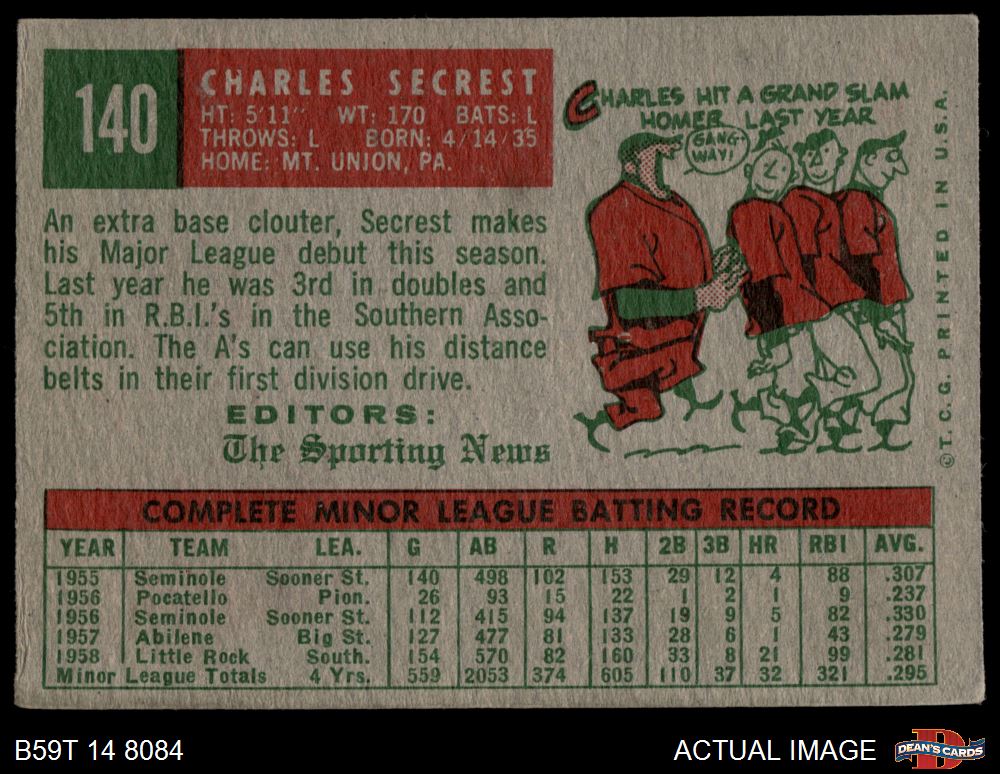 140
CHARLES SECREST
HT: 5'11" WT: 170 BATS: L
THROWS: L BORN: 4/14/35
HOME: MT. UNION, PA.
An extra base clouter, Secrest makes
his Major League debut this season.
Last year he was 3rd in doubles and
5th in R.B.I.'s in the Southern Asso-
ciation. The A's can use his distance
belts in their first division drive.
EDITORS:
The Sporting News
CHARLES HIT A GRAND SLAM
HOMER LAST YEAR
GANG
WAY!
© T. C. G. PRINTED IN U.S.A.
COMPLETE MINOR LEAGUE BATTING RECORD
YEAR TEAM LEA. G AB R H 2B 3B HR RBI AVG.
1955 Seminole Sooner St. 140 498 102 153 29 12 4 88 .307
1956 Pocatello Pion. 26 93 15 22 1 2 1 9 .237
1956 Seminole Sooner St. 112 415 94 137 19 9 5 82 .330
1957 Abilene Big St. 127 477 81 133 28 6 1 43 .279
1958 Little Rock South. 154 570 82 160 33 8 21 99 .281
Minor League Totals 4 Yrs. 559 2053 374 605 110 37 32 321 .295
B59T 14 8084
ACTUAL IMAGE
DEAN'S CARDS